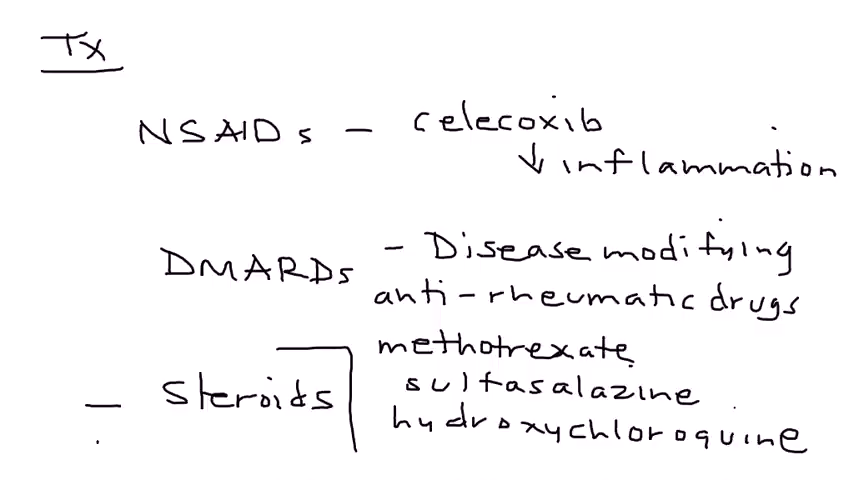 Tx
NSAIDs - celecoxib
↓ inflammation
DMARDs - Disease modifying
anti-rheumatic drugs
methotrexate
sulfasalazine
hydroxychloroquine
- Steroids